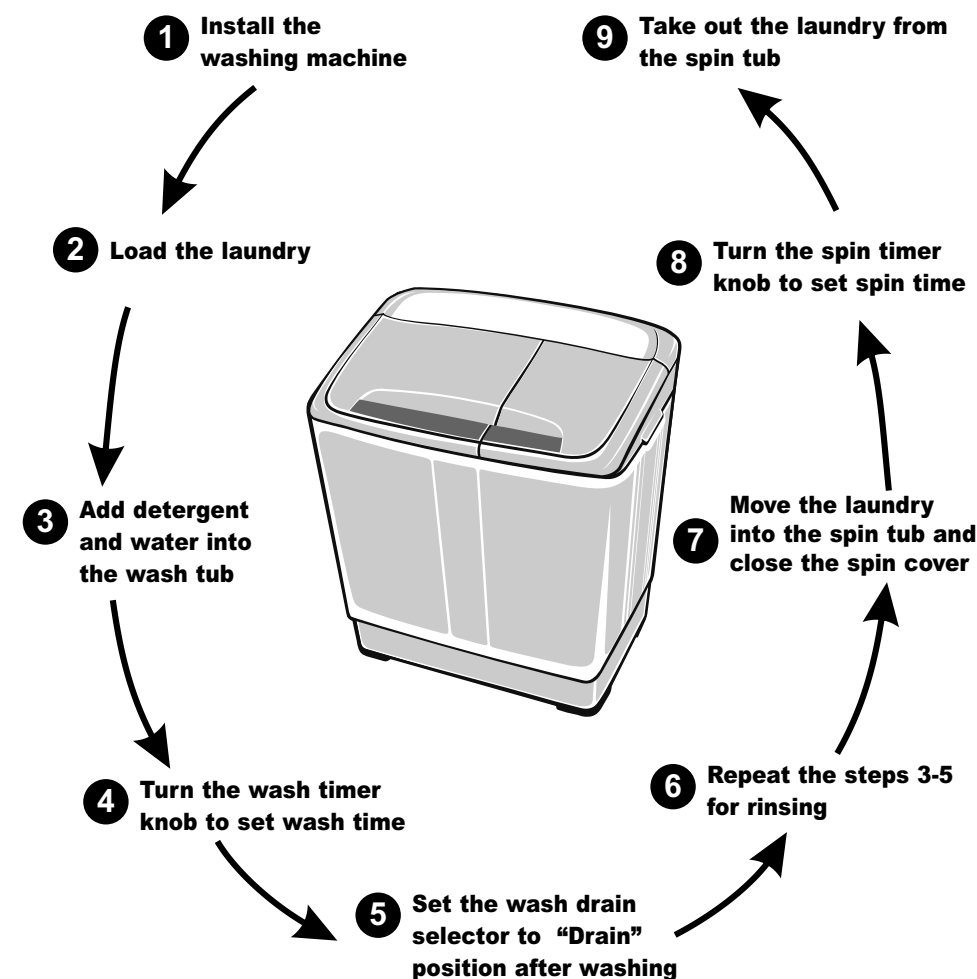 1 Install the
washing machine
2 Load the laundry
3 Add detergent
and water into
the wash tub
4 Turn the wash timer
knob to set wash time
5 Set the wash drain
selector to “Drain”
position after washing
6 Repeat the steps 3-5
for rinsing
7 Move the laundry
into the spin tub and
close the spin cover
8 Turn the spin timer
knob to set spin time
9 Take out the laundry from
the spin tub